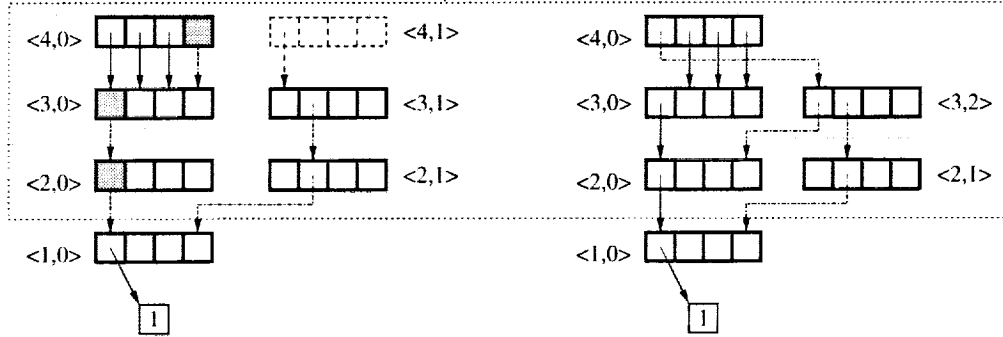 <4,0> <4,1> <4,0>
<3,0> <3,1> <3,0> <3,2>
<2,0> <2,1> <2,0> <2,1>
<1,0> <1,0>
1 1